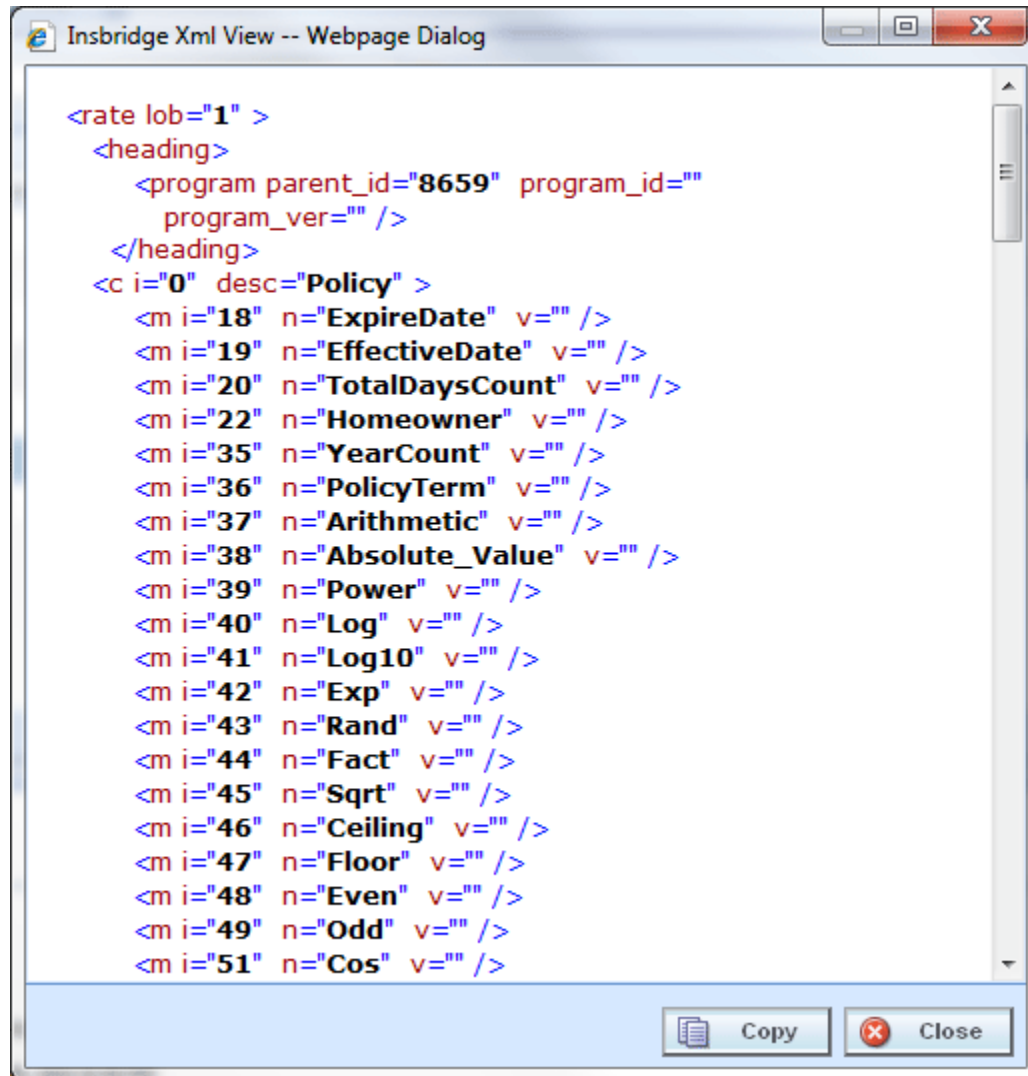 Insbridge Xml View -- Webpage Dialog
<rate lob="1" >
<heading>
<program parent_id="8659" program_id=""
program_ver="" />
</heading>
<c i="0" desc="Policy" >
<m i="18" n="ExpireDate" v="" />
<m i="19" n="EffectiveDate" v="" />
<m i="20" n="TotalDaysCount" v="" />
<m i="22" n="Homeowner" v="" />
<m i="35" n="YearCount" v="" />
<m i="36" n="PolicyTerm" v="" />
<m i="37" n="Arithmetic" v="" />
<m i="38" n="Absolute_Value" v="" />
<m i="39" n="Power" v="" />
<m i="40" n="Log" v="" />
<m i="41" n="Log10" v="" />
<m i="42" n="Exp" v="" />
<m i="43" n="Rand" v="" />
<m i="44" n="Fact" v="" />
<m i="45" n="Sqrt" v="" />
<m i="46" n="Ceiling" v="" />
<m i="47" n="Floor" v="" />
<m i="48" n="Even" v="" />
<m i="49" n="Odd" v="" />
<m i="51" n="Cos" v="" />
Copy Close